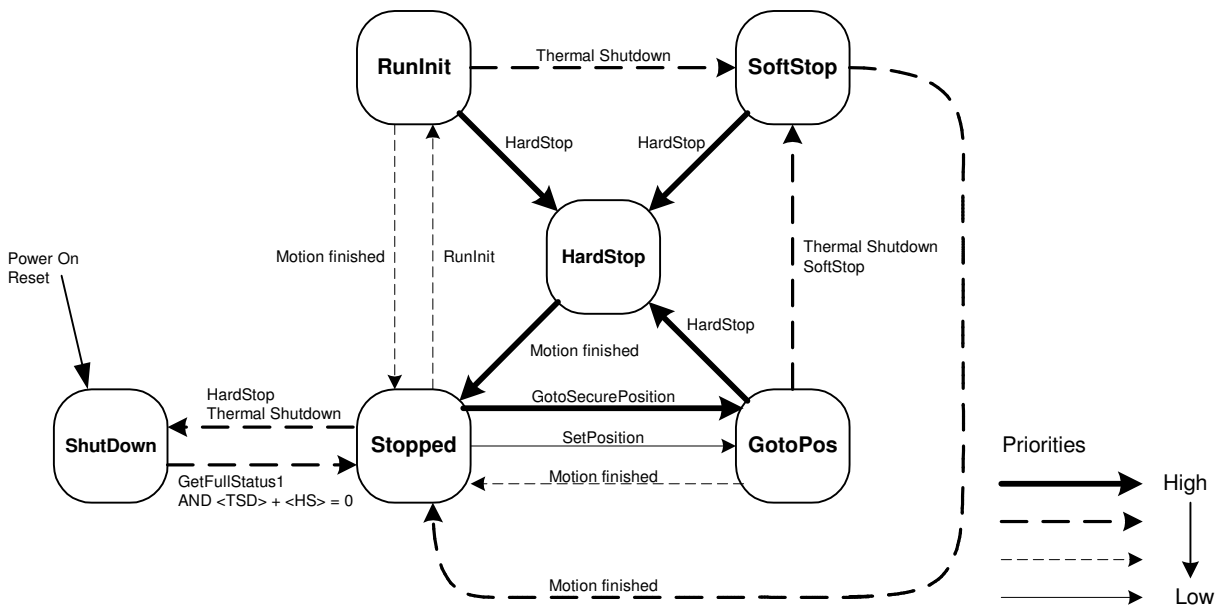 RunInit
Thermal Shutdown
SoftStop
HardStop
HardStop
Power On
Reset
Motion finished
RunInit
HardStop
Thermal Shutdown
SoftStop
HardStop
Motion finished
HardStop
Thermal Shutdown
GotoSecurePosition
ShutDown
Stopped
SetPosition
GotoPos
Motion finished
GetFullStatus1
AND <TSD> + <HS> = 0
Motion finished
Priorities
High
Low